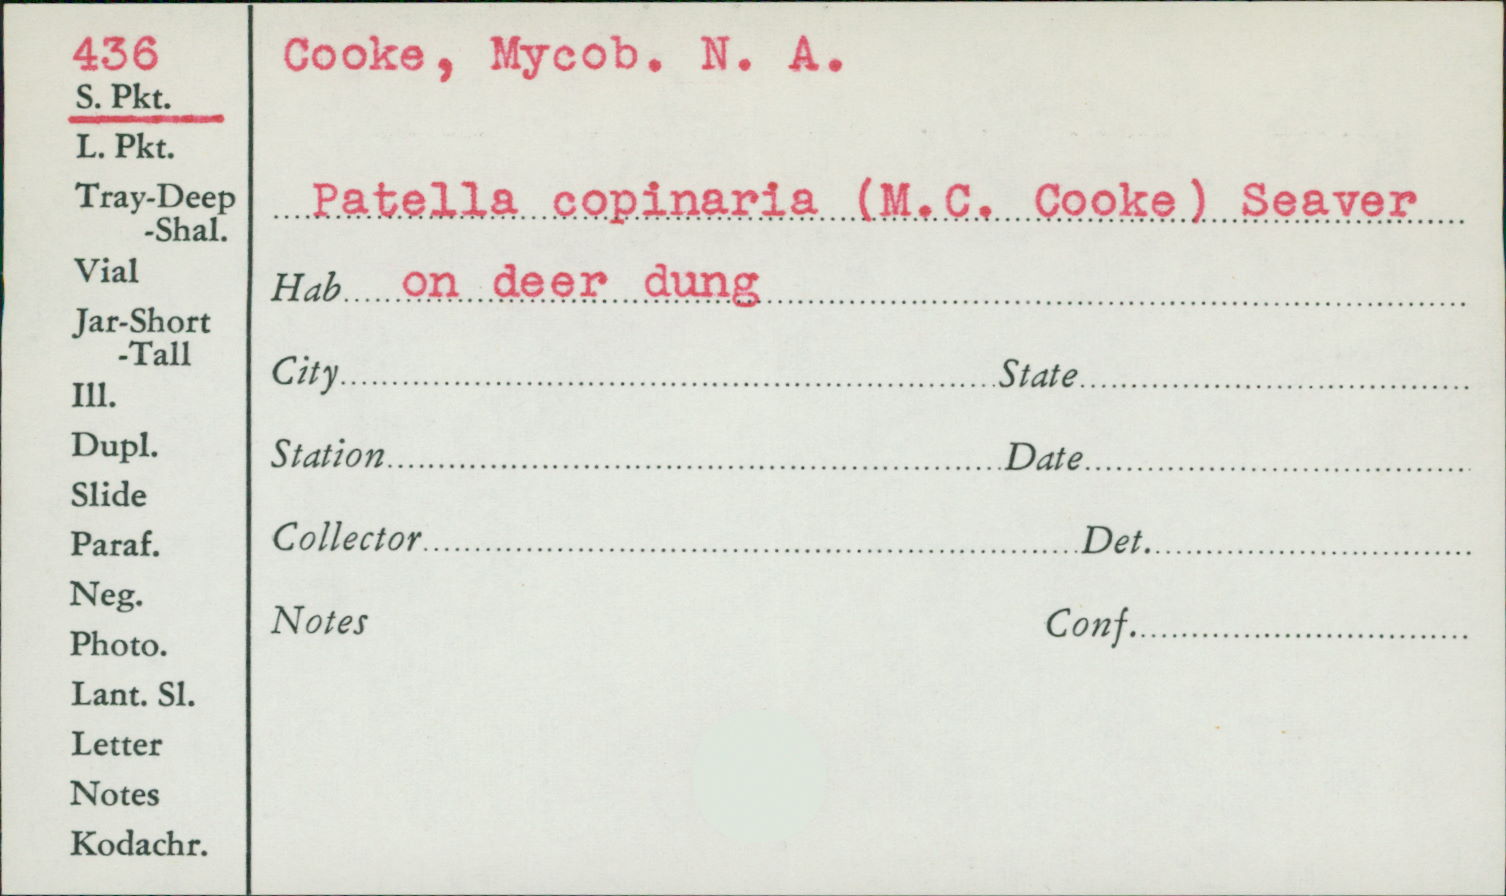 436
S. Pkt.
L. Pkt.
Tray-Deep
-Shal.
Vial
Jar-Short
-Tall
Ill.
Dupl.
Slide
Paraf.
Neg.
Photo.
Lant. Sl.
Letter
Notes
Kodachr.
Cooke, Mycob. N. A.
Patella copinaria (M.C. Cooke) Seaver
Hab on deer dung
City State
Station Date
Collector Det.
Notes Conf.